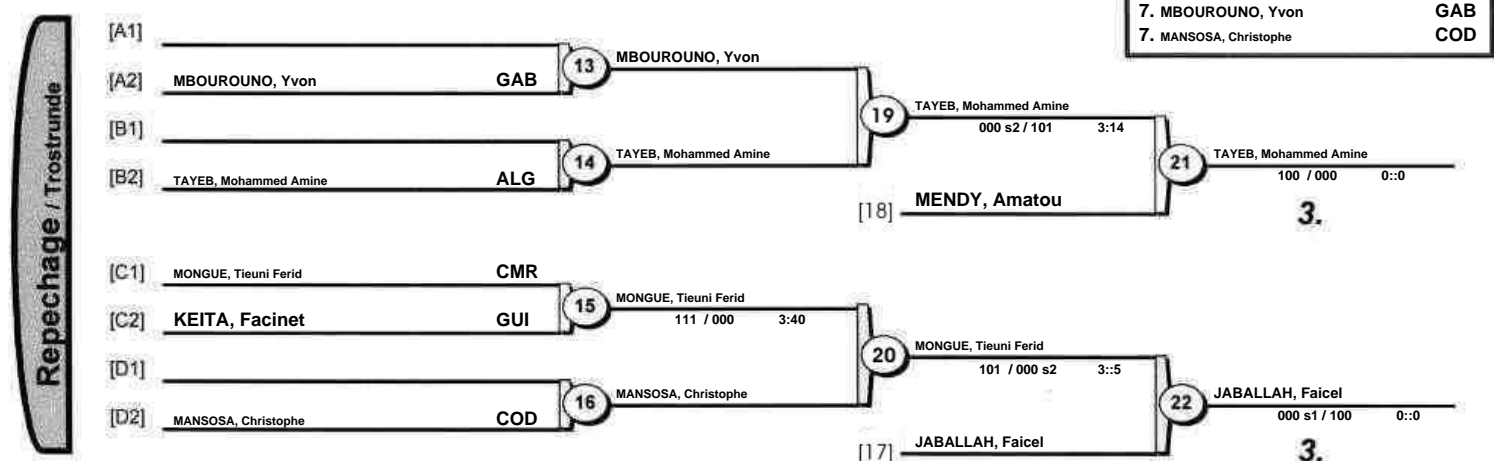 7. MBOUROUNO, Yvon GAB
7. MANSOSA, Christophe COD
Repechage / Trostrunde
[A1]
13 MBOUROUNO, Yvon
[A2] MBOUROUNO, Yvon GAB
19 TAYEB, Mohammed Amine
000 s2 / 101 3:14
[B1]
14 TAYEB, Mohammed Amine
[B2] TAYEB, Mohammed Amine ALG
21 TAYEB, Mohammed Amine
100 / 000 0::0
[18] MENDY, Amatou
3.
[C1] MONGUE, Tieuni Ferid CMR
15 MONGUE, Tieuni Ferid
111 / 000 3:40
[C2] KEITA, Facinet GUI
20 MONGUE, Tieuni Ferid
101 / 000 s2 3::5
[D1]
16 MANSOSA, Christophe
[D2] MANSOSA, Christophe COD
22 JABALLAH, Faicel
000 s1 / 100 0::0
[17] JABALLAH, Faicel
3.